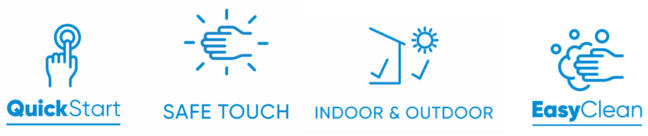 QuickStart
SAFE TOUCH
INDOOR & OUTDOOR
EasyClean